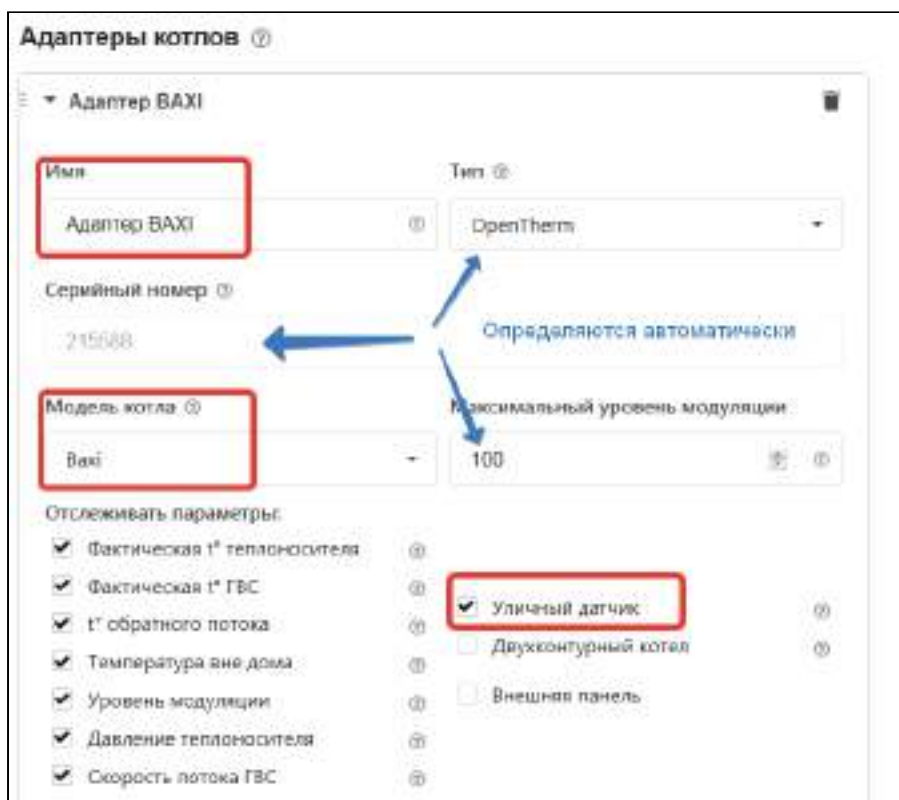 Адаптеры котлов
Адаптер BAXI
Имя
Тип
Адаптер BAXI
OpenTherm
Серийный номер
215588
Определяются автоматически
Модель котла
Максимальный уровень модуляции
Baxi
100
Отслеживать параметры:
Фактическая t° теплоносителя
Фактическая t° ГВС
Уличный датчик
t° обратного потока
Двухконтурный котел
Температура вне дома
Уровень модуляции
Внешняя панель
Давление теплоносителя
Скорость потока ГВС